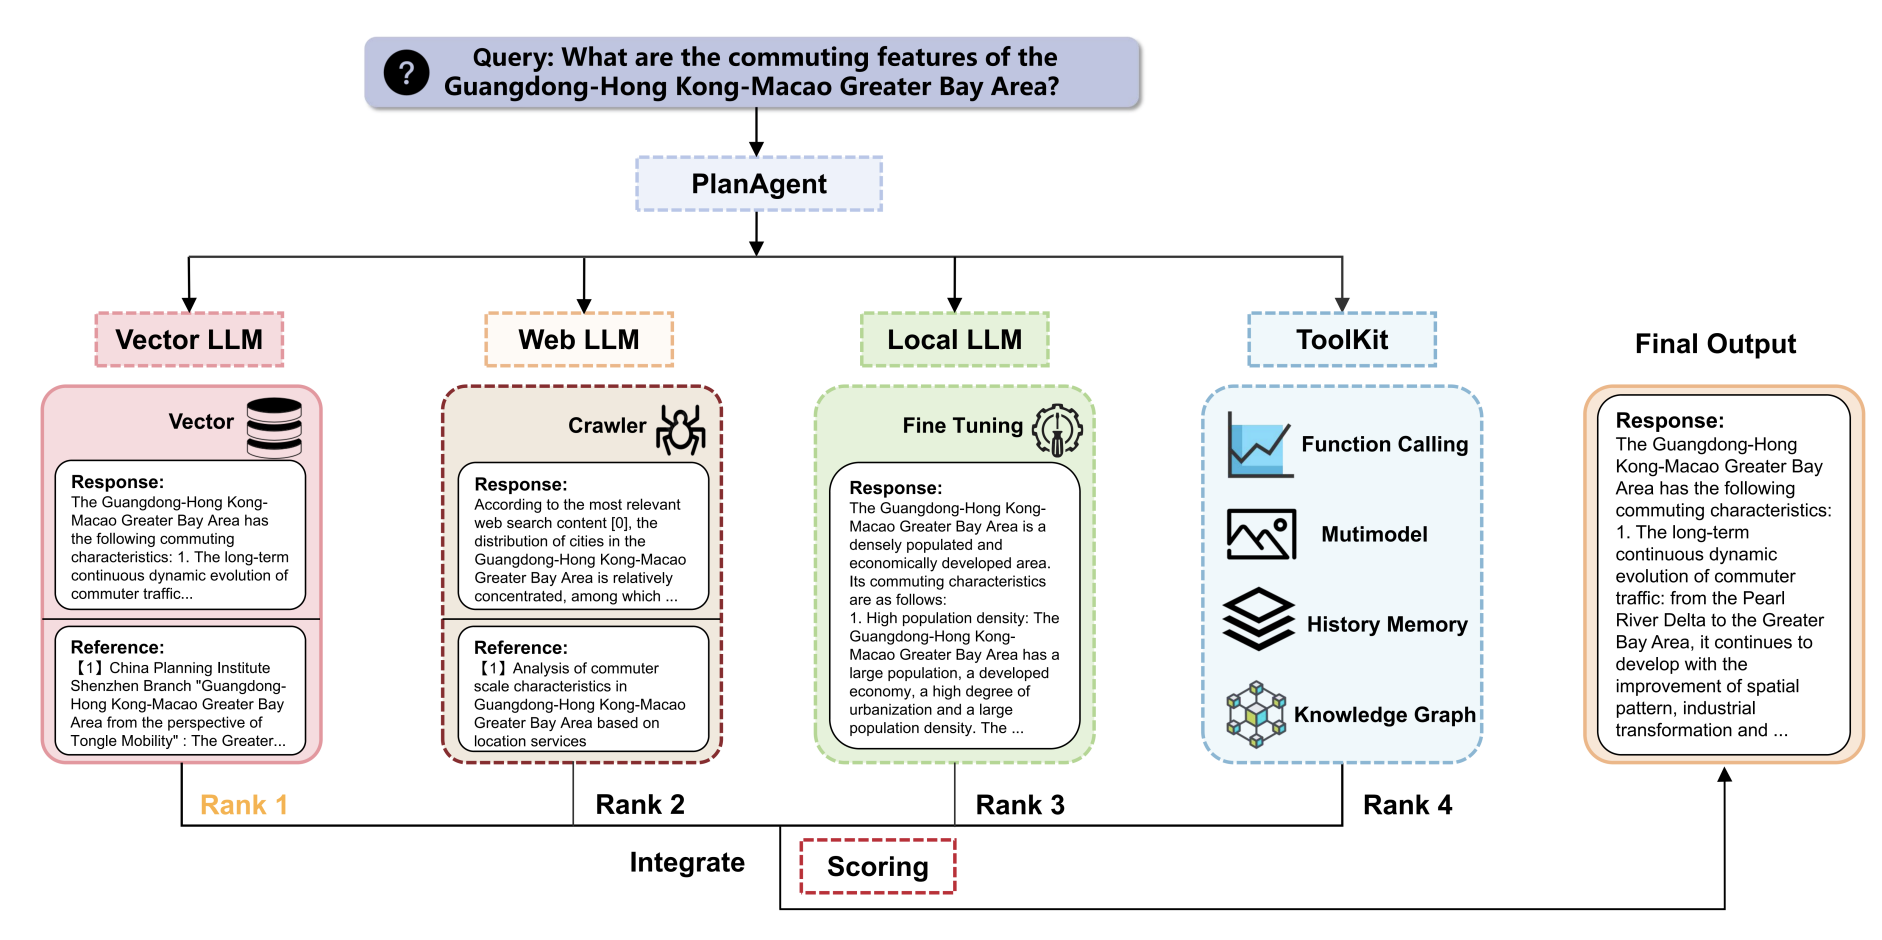 Query: What are the commuting features of the
Guangdong-Hong Kong-Macao Greater Bay Area?
?
PlanAgent
Vector LLM
Vector
Response:
The Guangdong-Hong Kong-
Macao Greater Bay Area has
the following commuting
characteristics: 1. The long-term
continuous dynamic evolution of
commuter traffic...
Reference:
【1】China Planning Institute
Shenzhen Branch "Guangdong-
Hong Kong-Macao Greater Bay
Area from the perspective of
Tongle Mobility" : The Greater...
Rank 1
Web LLM
Crawler
Response:
According to the most relevant
web search content [0], the
distribution of cities in the
Guangdong-Hong Kong-Macao
Greater Bay Area is relatively
concentrated, among which ...
Reference:
【1】Analysis of commuter
scale characteristics in
Guangdong-Hong Kong-Macao
Greater Bay Area based on
location services
Rank 2
Local LLM
Fine Tuning
Response:
The Guangdong-Hong Kong-
Macao Greater Bay Area is a
densely populated and
economically developed area.
Its commuting characteristics
are as follows:
1. High population density: The
Guangdong-Hong Kong-
Macao Greater Bay Area has a
large population, a developed
economy, a high degree of
urbanization and a large
population density. The ...
Rank 3
ToolKit
Function Calling
Mutimodel
History Memory
Knowledge Graph
Rank 4
Integrate
Scoring
Final Output
Response:
The Guangdong-Hong
Kong-Macao Greater Bay
Area has the following
commuting characteristics:
1. The long-term
continuous dynamic
evolution of commuter
traffic: from the Pearl
River Delta to the Greater
Bay Area, it continues to
develop with the
improvement of spatial
pattern, industrial
transformation and ...